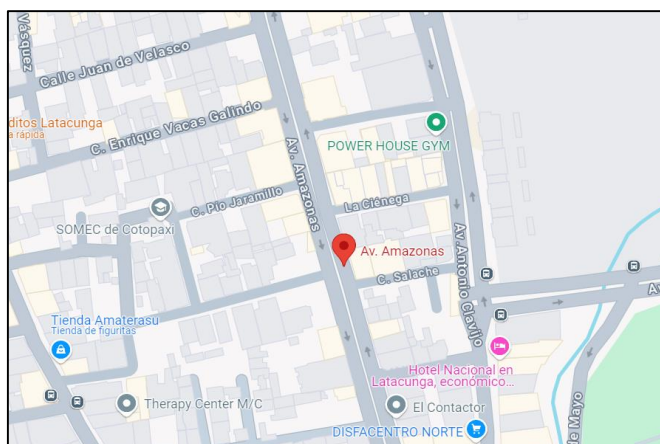 Vásquez
Calle Juan de Velasco
ditos Latacunga
a rápida
C. Enrique Vacas Galindo
Av. Amazonas
POWER HOUSE GYM
C. Pío Jaramillo
La Ciénega
SOMEC de Cotopaxi
Av. Amazonas
C. Salache
Av. Antonio Clavijo
Tienda Amaterasu
Tienda de figuritas
Hotel Nacional en
Latacunga, económico...
Therapy Center M/C
El Contactor
DISFACENTRO NORTE
de Mayo